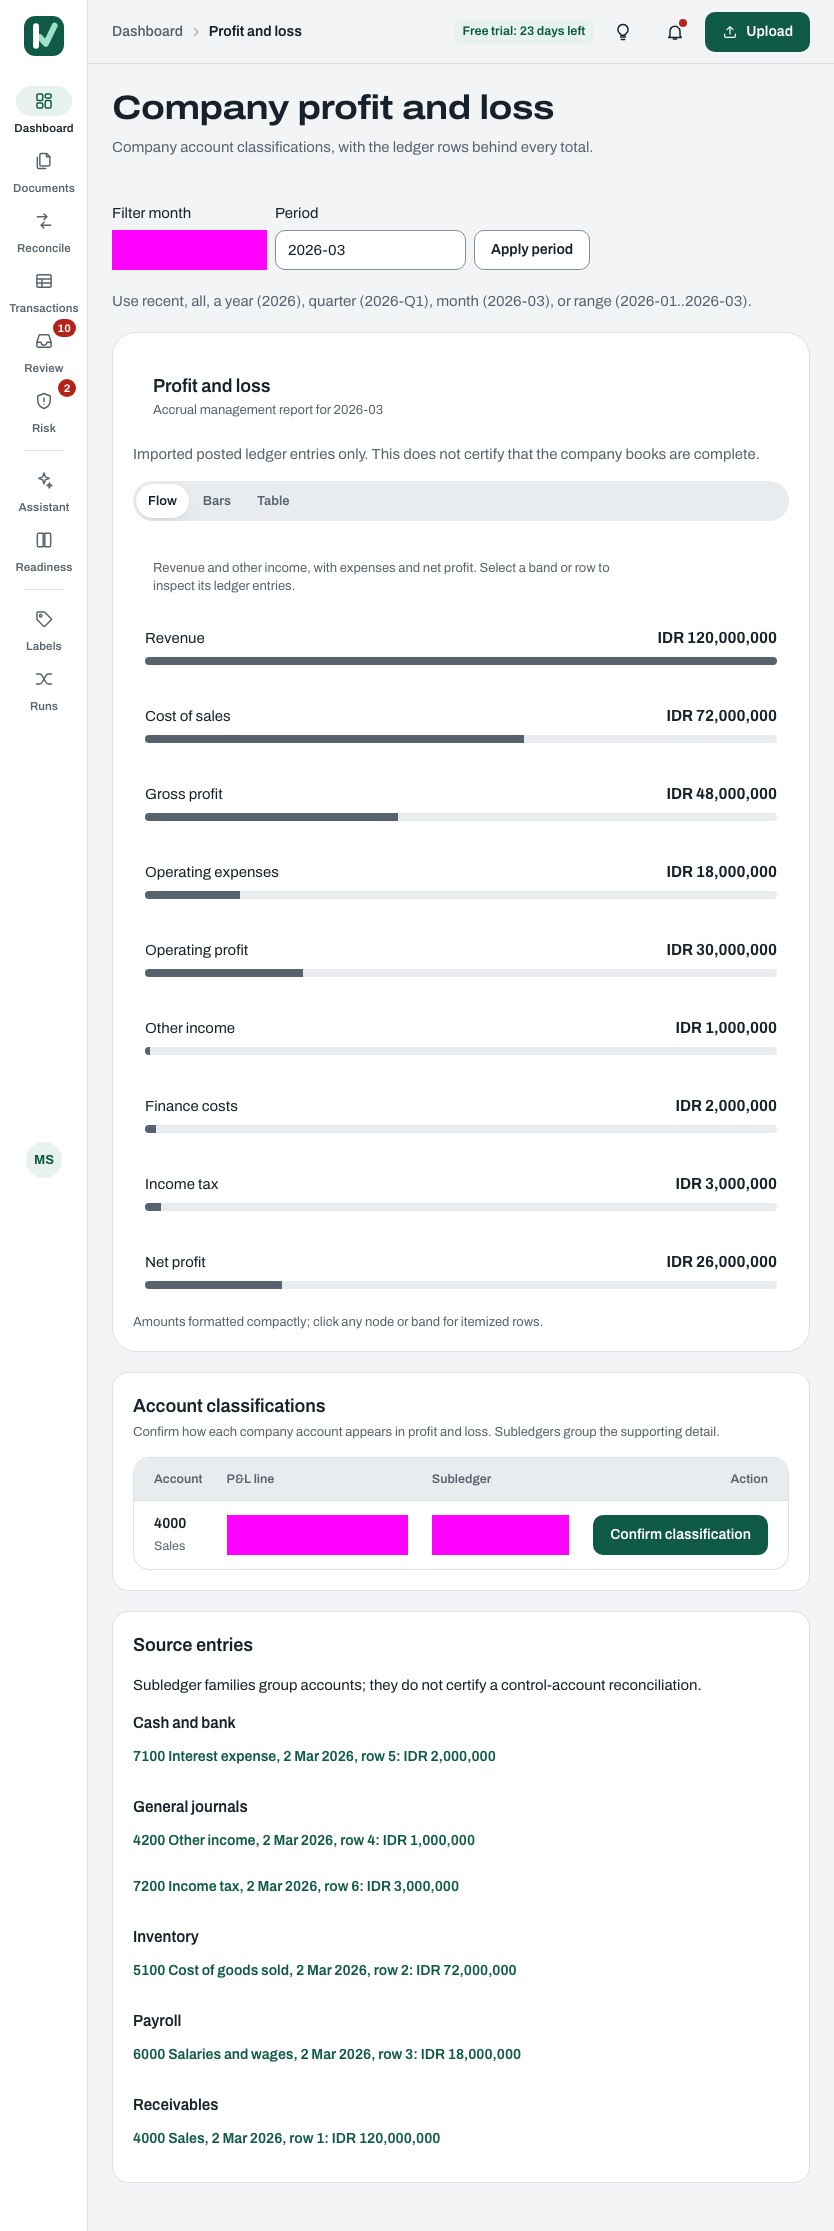 Dashboard > Profit and loss
Free trial: 23 days left
Upload
Dashboard
Documents
Reconcile
Transactions
10
Review
2
Risk
Assistant
Readiness
Labels
Runs
MS
Company profit and loss
Company account classifications, with the ledger rows behind every total.
Filter month
Period
2026-03
Apply period
Use recent, all, a year (2026), quarter (2026-Q1), month (2026-03), or range (2026-01..2026-03).
Profit and loss
Accrual management report for 2026-03
Imported posted ledger entries only. This does not certify that the company books are complete.
Flow
Bars
Table
Revenue and other income, with expenses and net profit. Select a band or row to
inspect its ledger entries.
Revenue IDR 120,000,000
Cost of sales IDR 72,000,000
Gross profit IDR 48,000,000
Operating expenses IDR 18,000,000
Operating profit IDR 30,000,000
Other income IDR 1,000,000
Finance costs IDR 2,000,000
Income tax IDR 3,000,000
Net profit IDR 26,000,000
Amounts formatted compactly; click any node or band for itemized rows.
Account classifications
Confirm how each company account appears in profit and loss. Subledgers group the supporting detail.
Account P&L line Subledger Action
4000
Sales
Confirm classification
Source entries
Subledger families group accounts; they do not certify a control-account reconciliation.
Cash and bank
7100 Interest expense, 2 Mar 2026, row 5: IDR 2,000,000
General journals
4200 Other income, 2 Mar 2026, row 4: IDR 1,000,000
7200 Income tax, 2 Mar 2026, row 6: IDR 3,000,000
Inventory
5100 Cost of goods sold, 2 Mar 2026, row 2: IDR 72,000,000
Payroll
6000 Salaries and wages, 2 Mar 2026, row 3: IDR 18,000,000
Receivables
4000 Sales, 2 Mar 2026, row 1: IDR 120,000,000